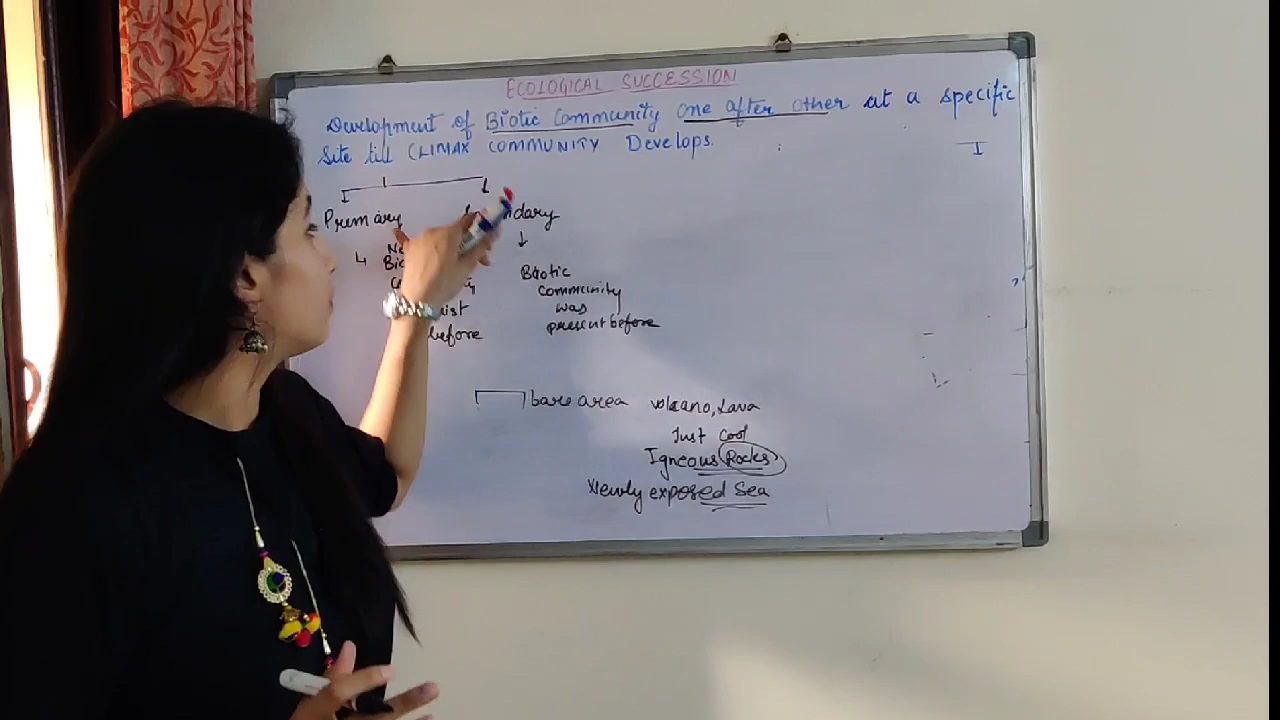 ECOLOGICAL SUCCESSION
Development of Biotic Community one after other at a specific
Site till CLIMAX COMMUNITY Develops.
Primary
Biotic
community
was
present before
before
bare area volcano, Lava
Just Cool
Igneous Rocks
Newly exposed Sea